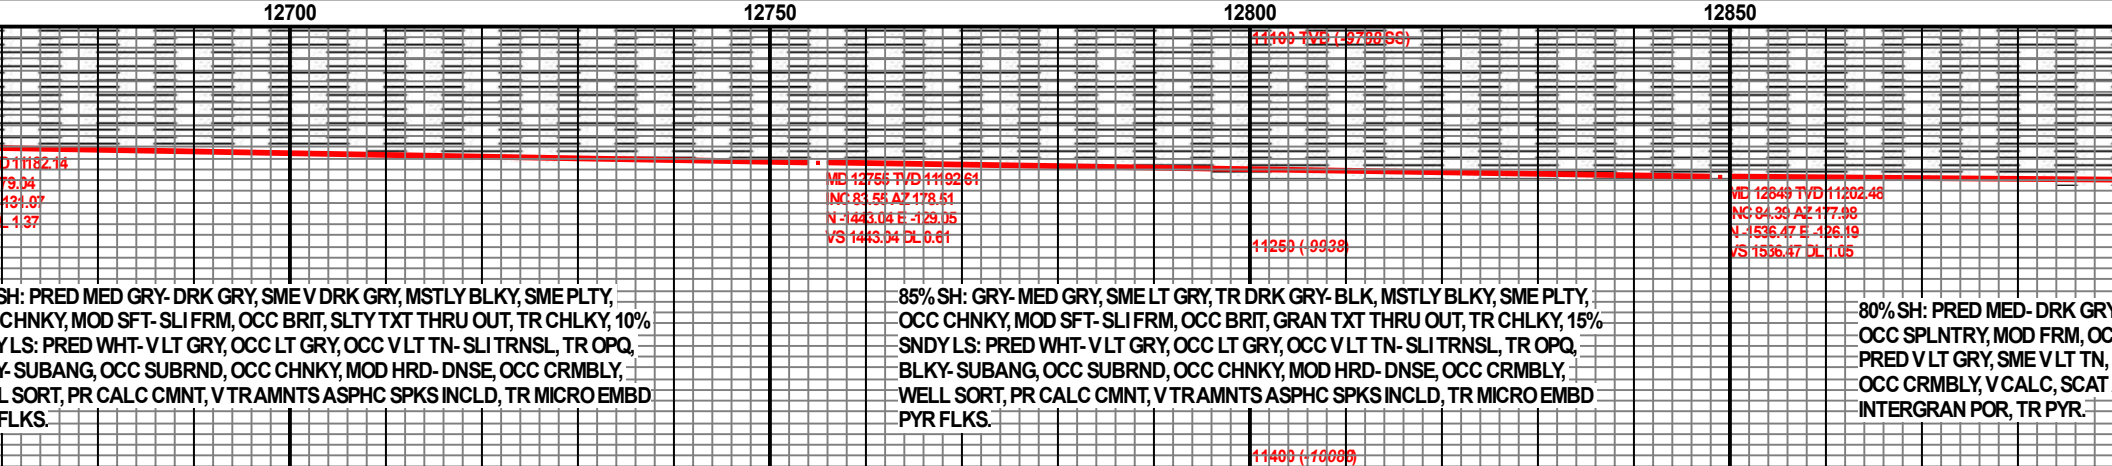 12700 12750 12800 12850
11100 TVD (-9788 SS)
D 11182.14
79.04
-131.07
L 1.37
MD 12755 TVD 11192.61
INC 83.55 AZ 178.51
N -1443.04 E -129.05
VS 1443.04 DL 0.61
MD 12849 TVD 11202.48
INC 84.39 AZ 177.98
N -1536.47 E -126.19
VS 1536.47 DL 1.05
11250 (-9938)
SH: PRED MED GRY- DRK GRY, SME V DRK GRY, MSTLY BLKY, SME PLTY,
CHNKY, MOD SFT- SLI FRM, OCC BRIT, SLTY TXT THRU OUT, TR CHLKY, 10%
Y LS: PRED WHT- V LT GRY, OCC LT GRY, OCC V LT TN- SLI TRNSL, TR OPQ,
Y- SUBANG, OCC SUBRND, OCC CHNKY, MOD HRD- DNSE, OCC CRMBLY,
L SORT, PR CALC CMNT, V TR AMNTS ASPHC SPKS INCLD, TR MICRO EMBD
FLKS.
85% SH: GRY- MED GRY, SME LT GRY, TR DRK GRY- BLK, MSTLY BLKY, SME PLTY,
OCC CHNKY, MOD SFT- SLI FRM, OCC BRIT, GRAN TXT THRU OUT, TR CHLKY, 15%
SNDY LS: PRED WHT- V LT GRY, OCC LT GRY, OCC V LT TN- SLI TRNSL, TR OPQ,
BLKY- SUBANG, OCC SUBRND, OCC CHNKY, MOD HRD- DNSE, OCC CRMBLY,
WELL SORT, PR CALC CMNT, V TR AMNTS ASPHC SPKS INCLD, TR MICRO EMBD
PYR FLKS.
80% SH: PRED MED- DRK GRY
OCC SPLNTRY, MOD FRM, OC
PRED V LT GRY, SME V LT TN,
OCC CRMBLY, V CALC, SCAT
INTERGRAN POR, TR PYR.
11400 (-10088)